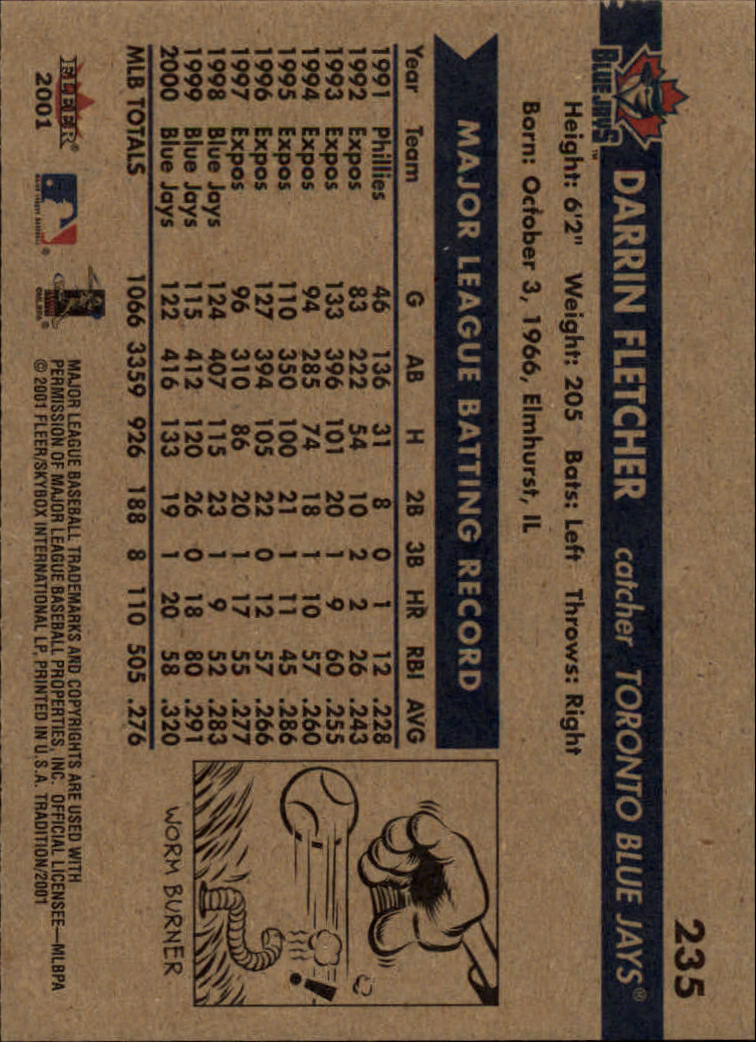 235
BLUE JAYS™
DARRIN FLETCHER catcher TORONTO BLUE JAYS®
Height: 6'2" Weight: 205 Bats: Left Throws: Right
Born: October 3, 1966, Elmhurst, IL
MAJOR LEAGUE BATTING RECORD
Year Team G AB H 2B 3B HR RBI AVG
1991 Phillies 46 136 31 8 0 1 12 .228
1992 Expos 83 222 54 10 2 2 26 .243
1993 Expos 133 396 101 20 1 9 60 .255
1994 Expos 94 285 74 18 1 10 57 .260
1995 Expos 110 350 100 21 1 11 45 .286
1996 Expos 127 394 105 22 0 12 57 .266
1997 Expos 96 310 86 20 1 17 55 .277
1998 Blue Jays 124 407 115 23 1 9 52 .283
1999 Blue Jays 115 412 120 26 0 18 80 .291
2000 Blue Jays 122 416 133 19 1 20 58 .320
MLB TOTALS 1066 3359 926 188 8 110 505 .276
WORM BURNER
FLEER®
2001
MAJOR LEAGUE BASEBALL TRADEMARKS AND COPYRIGHTS ARE USED WITH
PERMISSION OF MAJOR LEAGUE BASEBALL PROPERTIES, INC. OFFICIAL LICENSEE—MLBPA
© 2001 FLEER/SKYBOX INTERNATIONAL LP, PRINTED IN U.S.A. TRADITION/2001